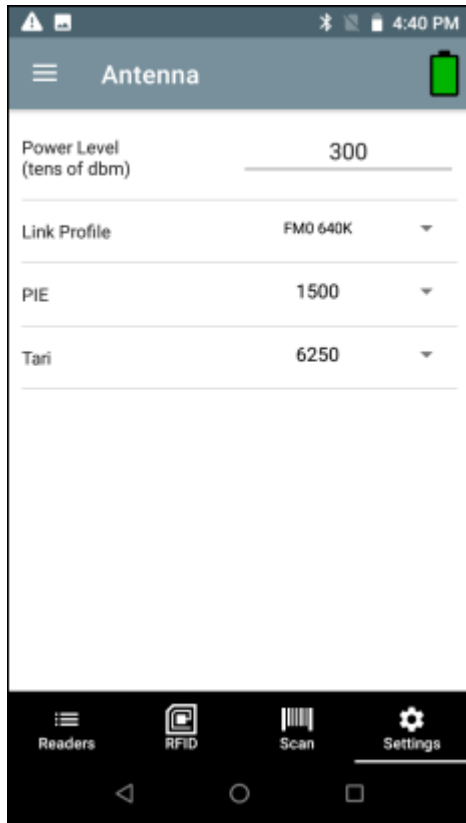 4:40 PM
Antenna
Power Level
(tens of dbm)
300
Link Profile
FM0 640K
PIE
1500
Tari
6250
Readers
RFID
Scan
Settings